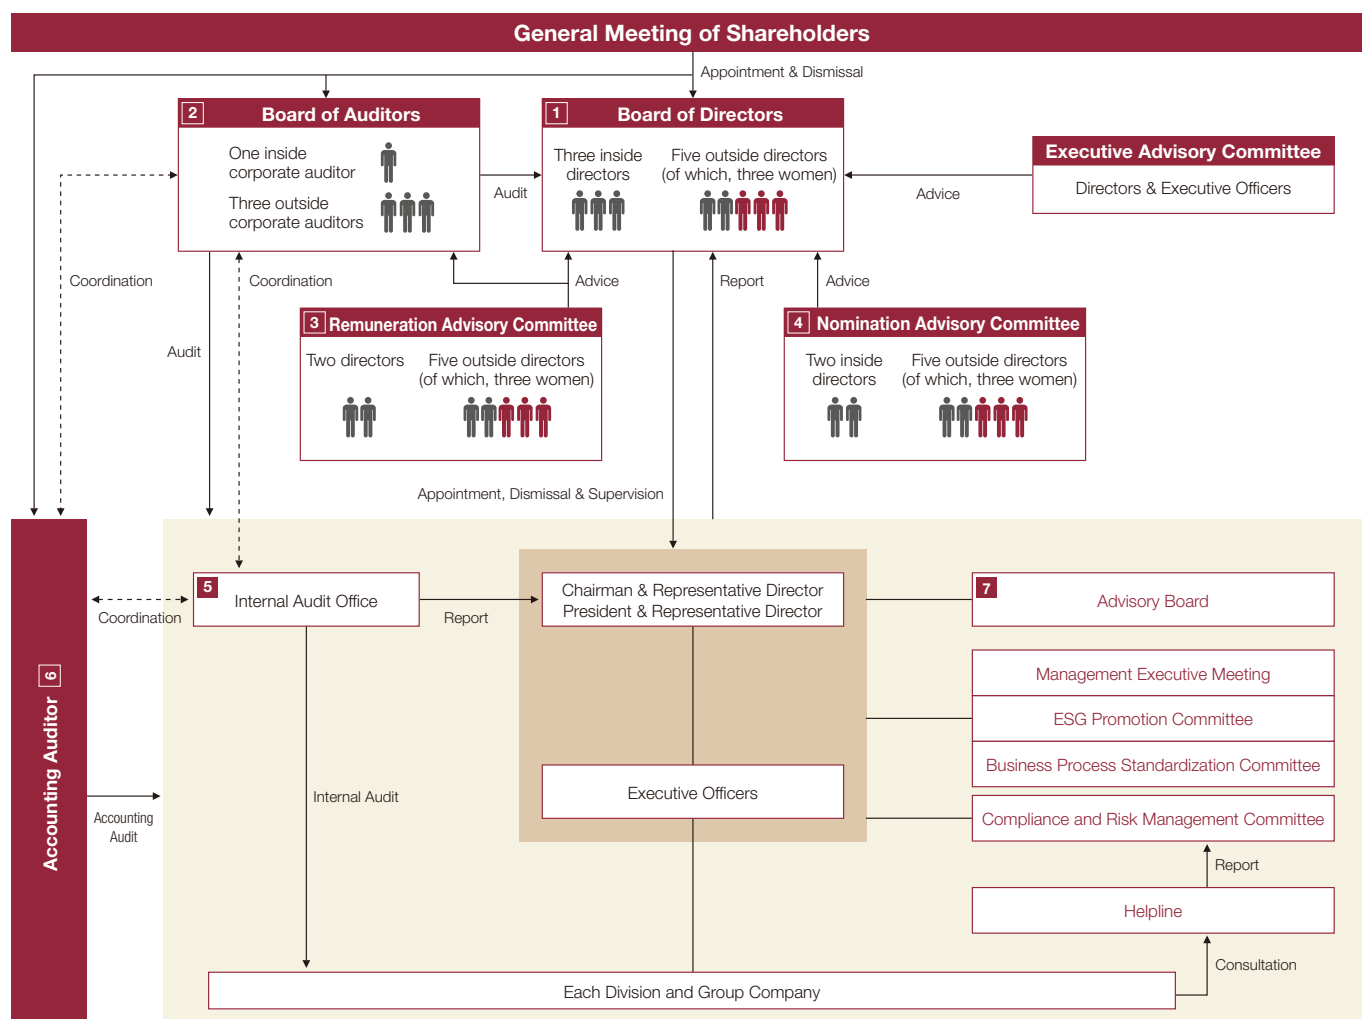 General Meeting of Shareholders
Appointment & Dismissal
2
Board of Auditors
One inside
corporate auditor
Three outside
corporate auditors
Audit
1
Board of Directors
Three inside
directors
Five outside directors
(of which, three women)
Advice
Executive Advisory Committee
Directors & Executive Officers
Coordination
Coordination
Advice
Report
Advice
Audit
3
Remuneration Advisory Committee
Two directors
Five outside directors
(of which, three women)
4
Nomination Advisory Committee
Two inside
directors
Five outside directors
(of which, three women)
Appointment, Dismissal & Supervision
Accounting Auditor 6
Coordination
5
Internal Audit Office
Report
Chairman & Representative Director
President & Representative Director
7
Advisory Board
Management Executive Meeting
ESG Promotion Committee
Business Process Standardization Committee
Executive Officers
Internal Audit
Accounting
Audit
Compliance and Risk Management Committee
Report
Helpline
Consultation
Each Division and Group Company